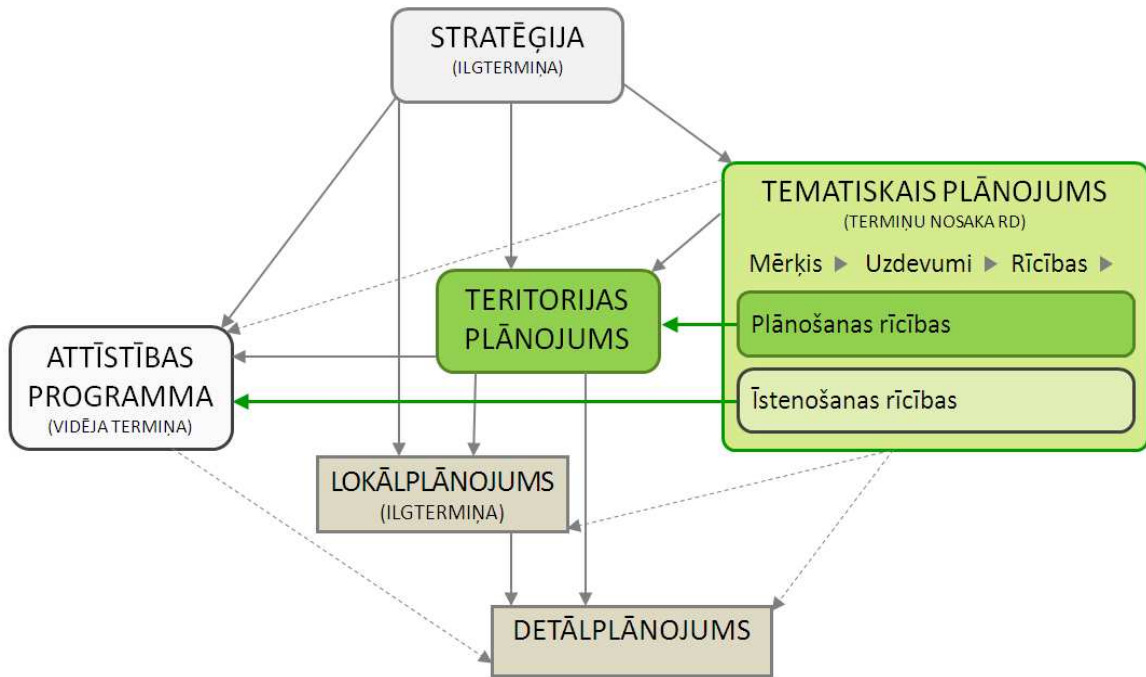 STRATĒĢIJA
(ILGTERMIŅA)
TEMATISKAIS PLĀNOJUMS
(TERMIŅU NOSAKA RD)
Mērķis ▶ Uzdevumi ▶ Rīcības ▶
Plānošanas rīcības
Īstenošanas rīcības
TERITORIJAS
PLĀNOJUMS
ATTĪSTĪBAS
PROGRAMMA
(VIDĒJA TERMIŅA)
LOKĀLPLĀNOJUMS
(ILGTERMIŅA)
DETĀLPLĀNOJUMS